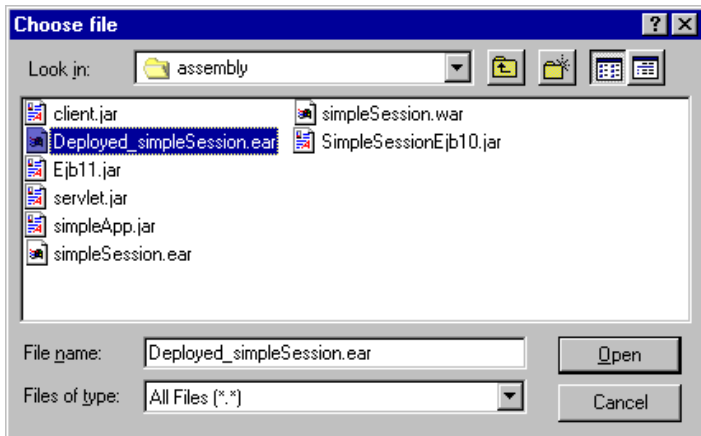 Choose file
Look in: assembly
client.jar
Deployed_simpleSession.ear
Ejb11.jar
servlet.jar
simpleApp.jar
simpleSession.ear
simpleSession.war
SimpleSessionEjb10.jar
File name: Deployed_simpleSession.ear Open
Files of type: All Files (*.*) Cancel